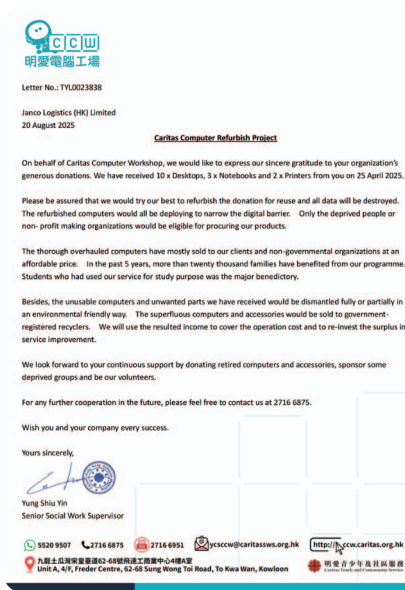 CCW
明愛電腦工場
Letter No.: TYL0023838
Janco Logistics (HK) Limited
20 August 2025
Caritas Computer Refurbish Project
On behalf of Caritas Computer Workshop, we would like to express our sincere gratitude to your organization's
generous donations. We have received 10 x Desktops, 3 x Notebooks and 2 x Printers from you on 25 April 2025.
Please be assured that we would try our best to refurbish the donation for reuse and all data will be destroyed.
The refurbished computers would all be deploying to narrow the digital barrier. Only the deprived people or
non- profit making organizations would be eligible for procuring our products.
The thorough overhauled computers have mostly sold to our clients and non-governmental organizations at an
affordable price. In the past 5 years, more than twenty thousand families have benefited from our programme.
Students who had used our service for study purpose was the major benedictory.
Besides, the unusable computers and unwanted parts we have received would be dismantled fully or partially in
an environmental friendly way. The superfluous computers and accessories would be sold to government-
registered recyclers. We will use the resulted income to cover the operation cost and to re-invest the surplus in
service improvement.
We look forward to your continuous support by donating retired computers and accessories, sponsor some
deprived groups and be our volunteers.
For any further cooperation in the future, please feel free to contact us at 2716 6875.
Wish you and your company every success.
Yours sincerely,
Yung Shiu Yin
Senior Social Work Supervisor
5520 9507 2716 6875 2716 6951 ycsccw@caritassws.org.hk http://ccw.caritas.org.hk
九龍土瓜灣宋皇臺道62-68號飛達工商業中心4樓A室
Unit A, 4/F, Freder Centre, 62-68 Sung Wong Toi Road, To Kwa Wan, Kowloon
明愛青少年及社區服務
Caritas Youth and Community Service